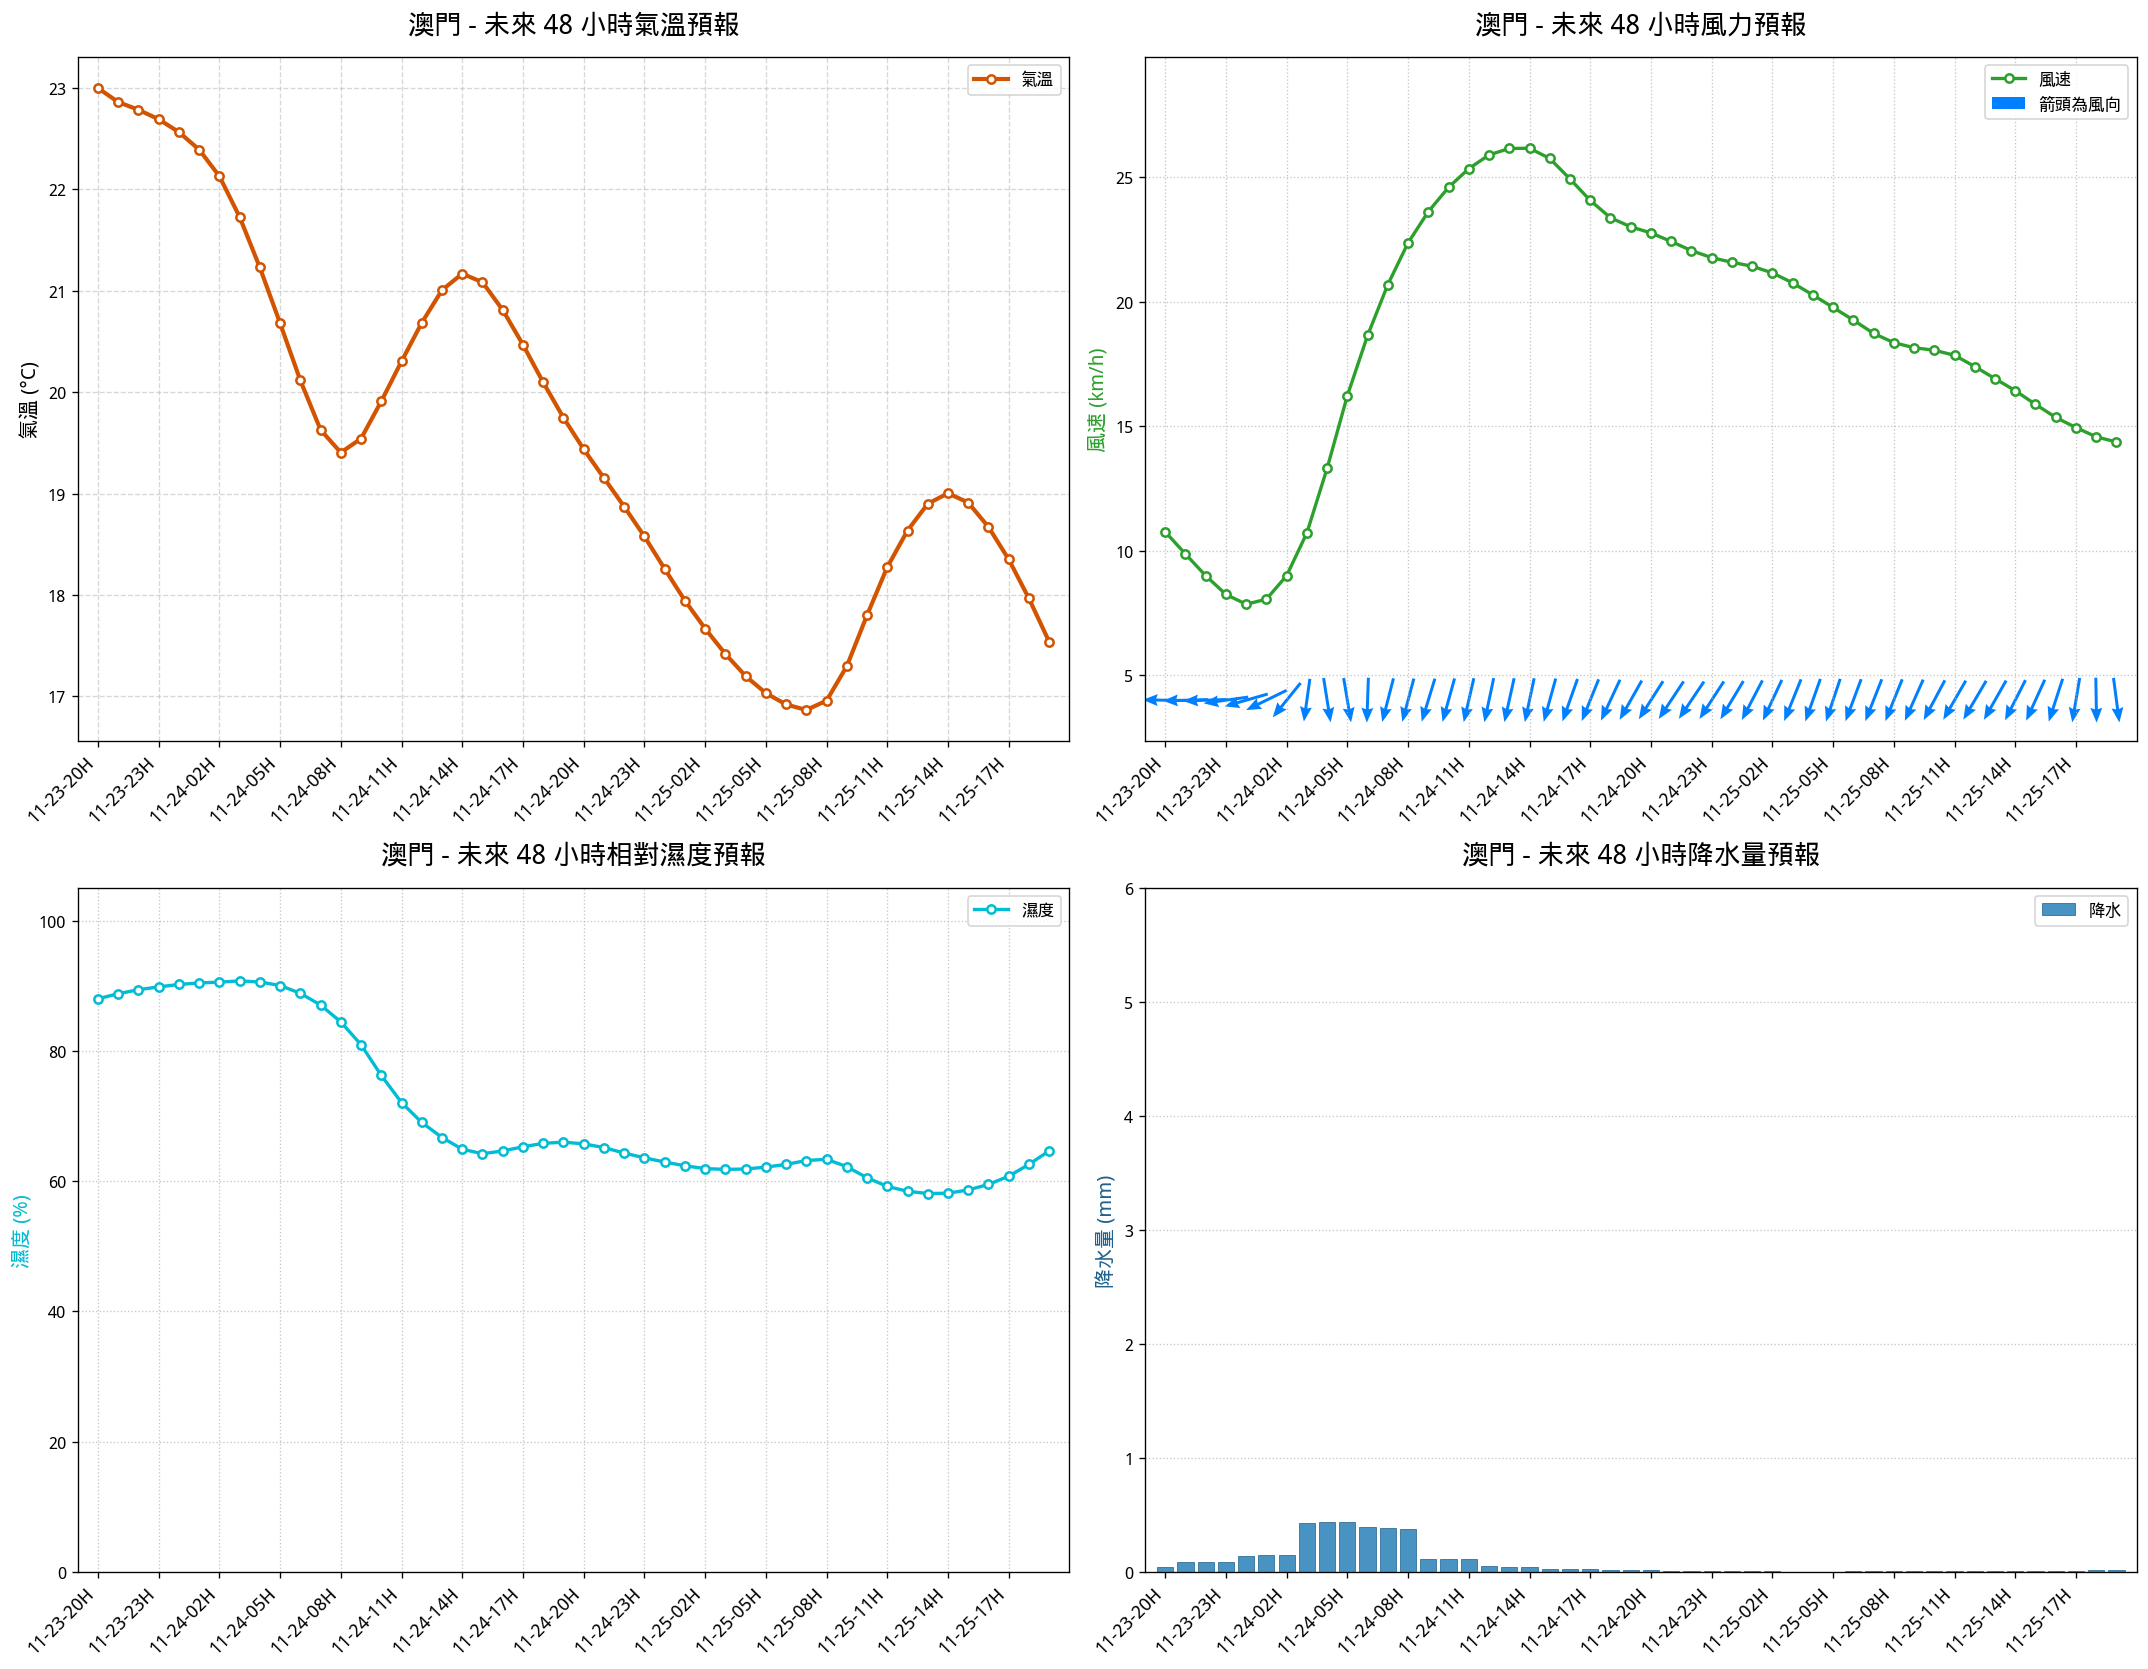 澳門 - 未來 48 小時氣溫預報
氣溫
氣溫 (°C)
23
22
21
20
19
18
17
11-23-20H
11-23-23H
11-24-02H
11-24-05H
11-24-08H
11-24-11H
11-24-14H
11-24-17H
11-24-20H
11-24-23H
11-25-02H
11-25-05H
11-25-08H
11-25-11H
11-25-14H
11-25-17H
澳門 - 未來 48 小時風力預報
風速
箭頭為風向
風速 (km/h)
25
20
15
10
5
11-23-20H
11-23-23H
11-24-02H
11-24-05H
11-24-08H
11-24-11H
11-24-14H
11-24-17H
11-24-20H
11-24-23H
11-25-02H
11-25-05H
11-25-08H
11-25-11H
11-25-14H
11-25-17H
澳門 - 未來 48 小時相對濕度預報
濕度
濕度 (%)
100
80
60
40
20
0
11-23-20H
11-23-23H
11-24-02H
11-24-05H
11-24-08H
11-24-11H
11-24-14H
11-24-17H
11-24-20H
11-24-23H
11-25-02H
11-25-05H
11-25-08H
11-25-11H
11-25-14H
11-25-17H
澳門 - 未來 48 小時降水量預報
降水
降水量 (mm)
6
5
4
3
2
1
0
11-23-20H
11-23-23H
11-24-02H
11-24-05H
11-24-08H
11-24-11H
11-24-14H
11-24-17H
11-24-20H
11-24-23H
11-25-02H
11-25-05H
11-25-08H
11-25-11H
11-25-14H
11-25-17H